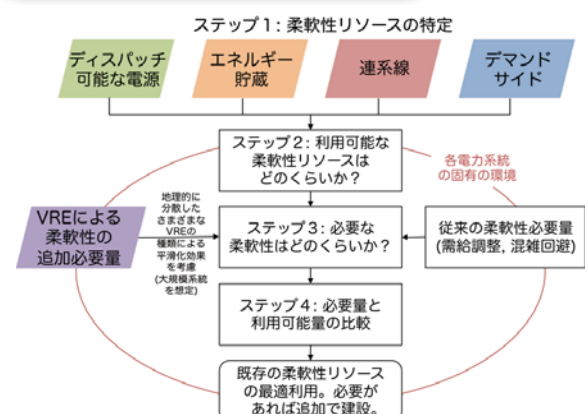 ステップ1: 柔軟性リソースの特定
ディスパッチ
可能な電源
エネルギー
貯蔵
連系線
デマンド
サイド
ステップ2: 利用可能な
柔軟性リソースは
どのくらいか?
各電力系統
の固有の環境
VREによる
柔軟性の
追加必要量
地理的に
分散した
さまざまな
VREの
種類による
平滑化効果
を考慮
(大規模系統
を想定)
ステップ3: 必要な
柔軟性はどのくらいか?
従来の柔軟性必要量
(需給調整, 混雑回避)
ステップ4: 必要量と
利用可能量の比較
既存の柔軟性リソース
の最適利用。必要が
あれば追加で建設。